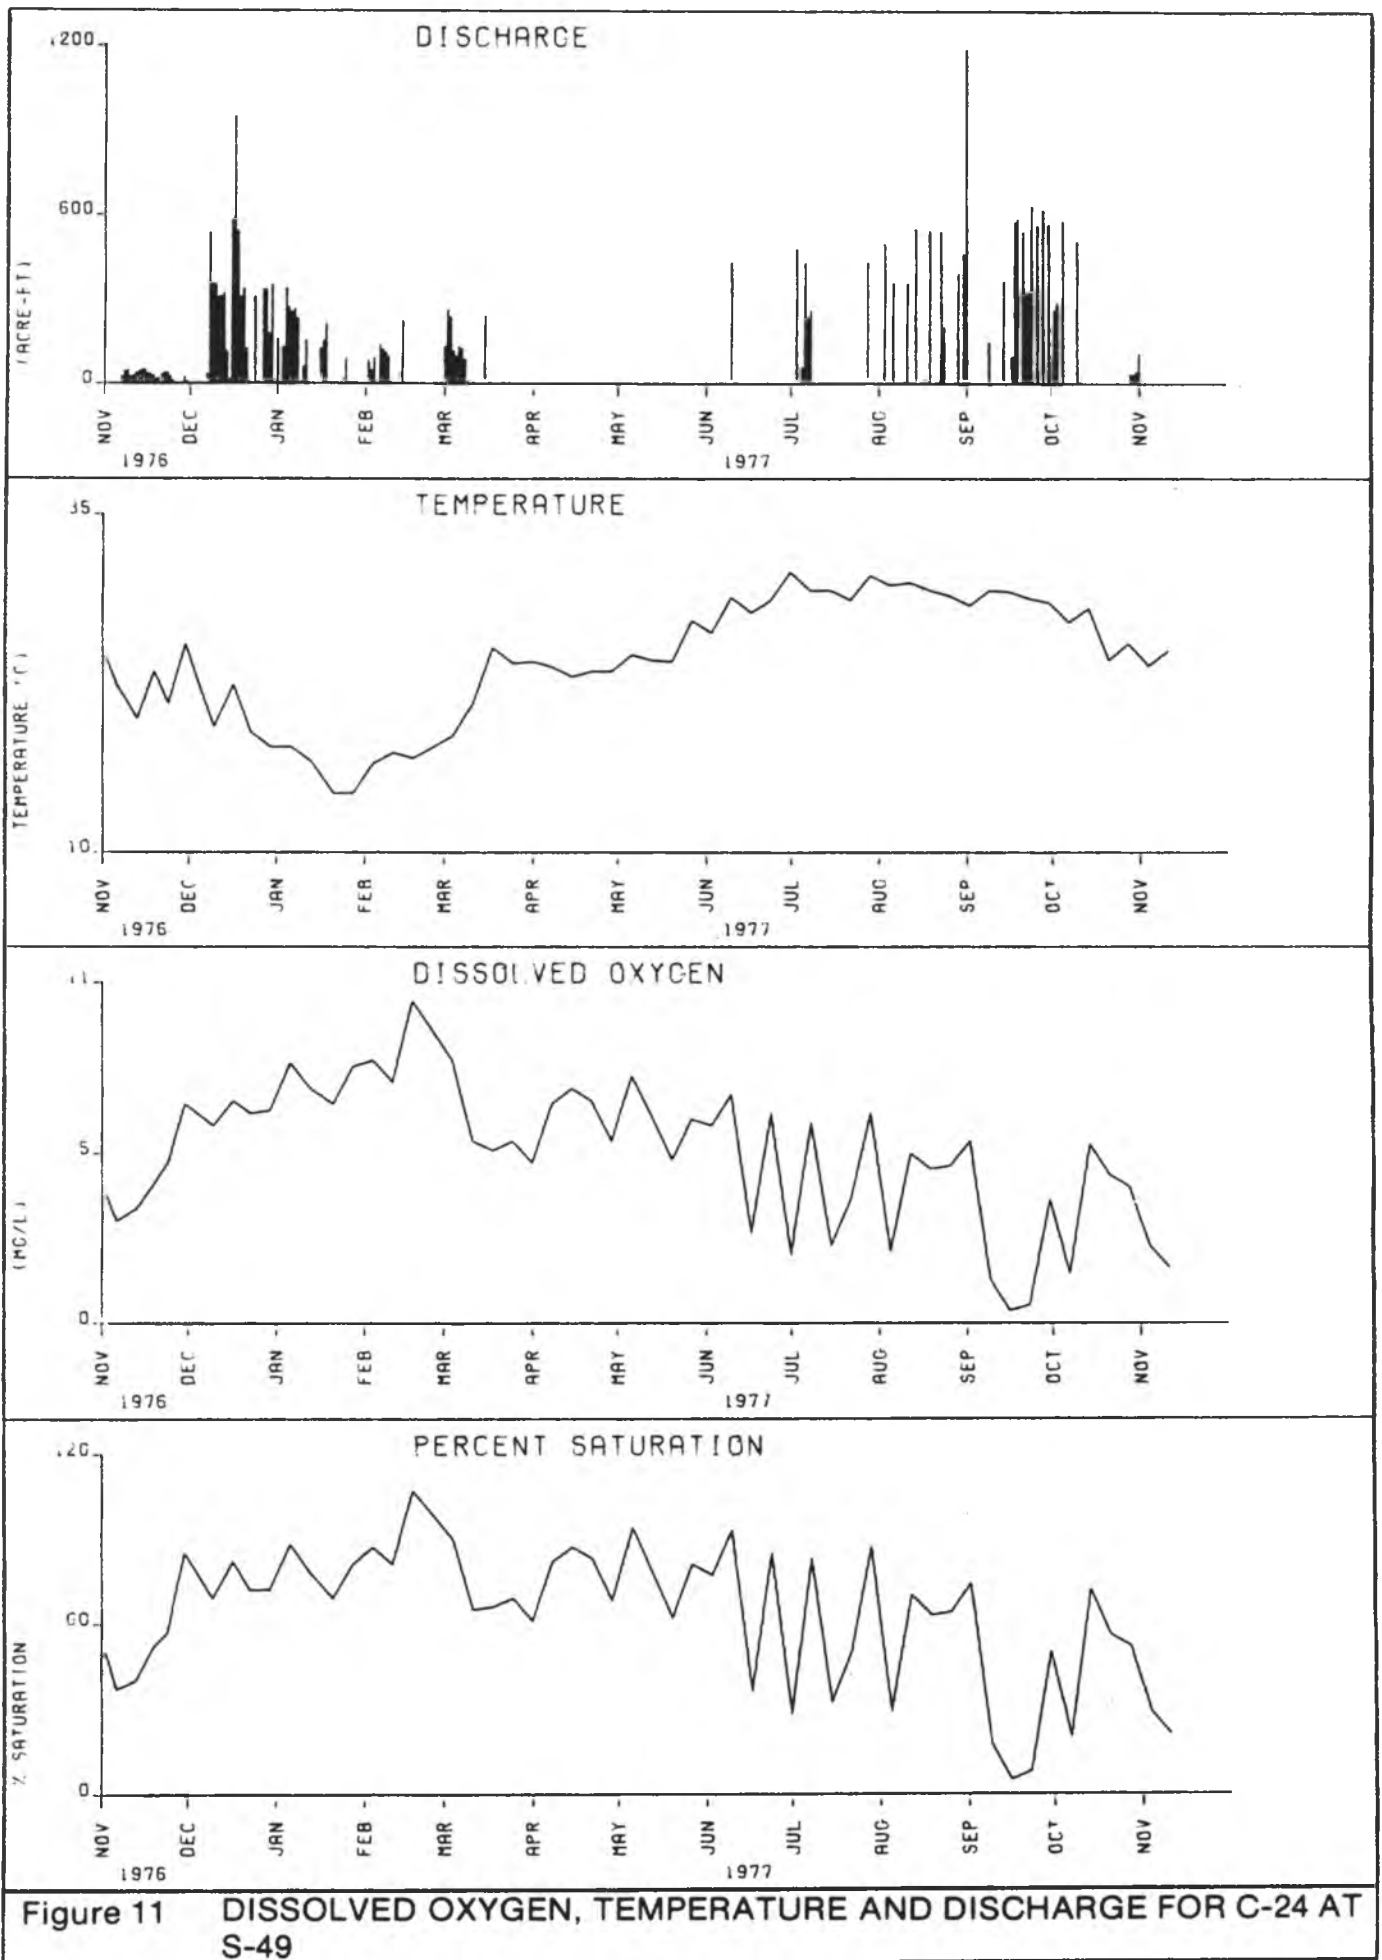 DISCHARGE
1200
600
0
(ACRE-FT)
NOV DEC JAN FEB MAR APR MAY JUN JUL AUG SEP OCT NOV
1976 1977
TEMPERATURE
35
10
TEMPERATURE °C)
NOV DEC JAN FEB MAR APR MAY JUN JUL AUG SEP OCT NOV
1976 1977
DISSOLVED OXYGEN
11
5
0
(MG/L)
NOV DEC JAN FEB MAR APR MAY JUN JUL AUG SEP OCT NOV
1976 1977
PERCENT SATURATION
120
60
0
% SATURATION
NOV DEC JAN FEB MAR APR MAY JUN JUL AUG SEP OCT NOV
1976 1977
Figure 11 DISSOLVED OXYGEN, TEMPERATURE AND DISCHARGE FOR C-24 AT
S-49